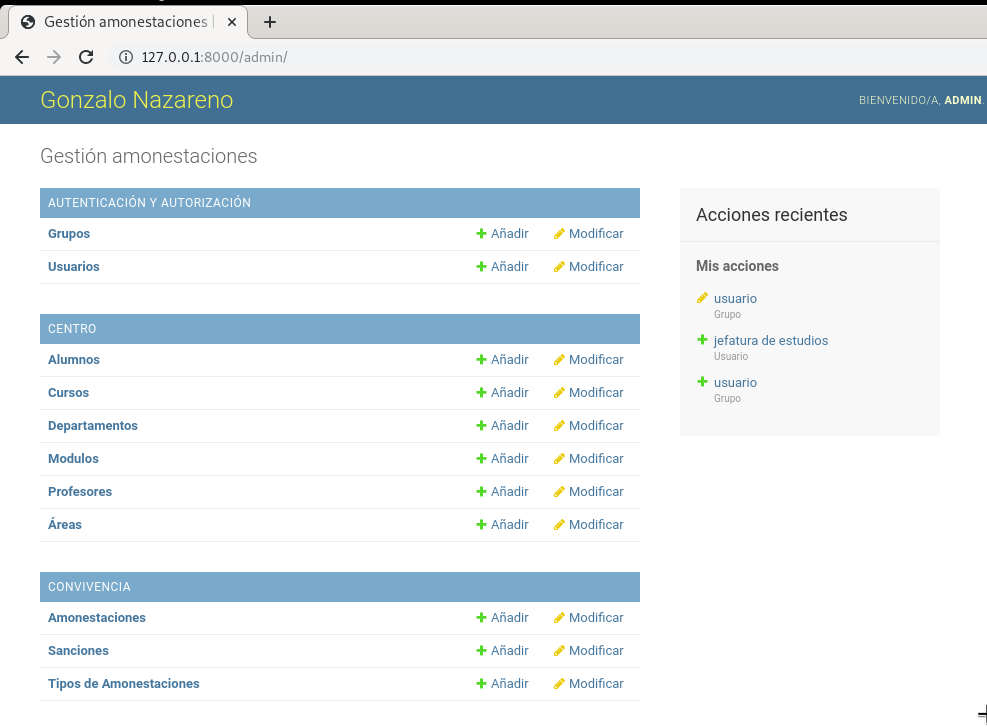 Gestión amonestaciones |
127.0.0.1:8000/admin/
Gonzalo Nazareno
BIENVENIDO/A, ADMIN.
Gestión amonestaciones
AUTENTICACIÓN Y AUTORIZACIÓN
Grupos Añadir Modificar
Usuarios Añadir Modificar
CENTRO
Alumnos Añadir Modificar
Cursos Añadir Modificar
Departamentos Añadir Modificar
Modulos Añadir Modificar
Profesores Añadir Modificar
Áreas Añadir Modificar
CONVIVENCIA
Amonestaciones Añadir Modificar
Sanciones Añadir Modificar
Tipos de Amonestaciones Añadir Modificar
Acciones recientes
Mis acciones
usuario
Grupo
jefatura de estudios
Usuario
usuario
Grupo